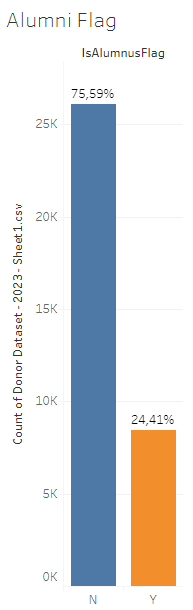 Alumni Flag
IsAlumnusFlag
75,59%
25K
20K
15K
10K
24,41%
5K
0K
Count of Donor Dataset - 2023 - Sheet1.csv
N Y